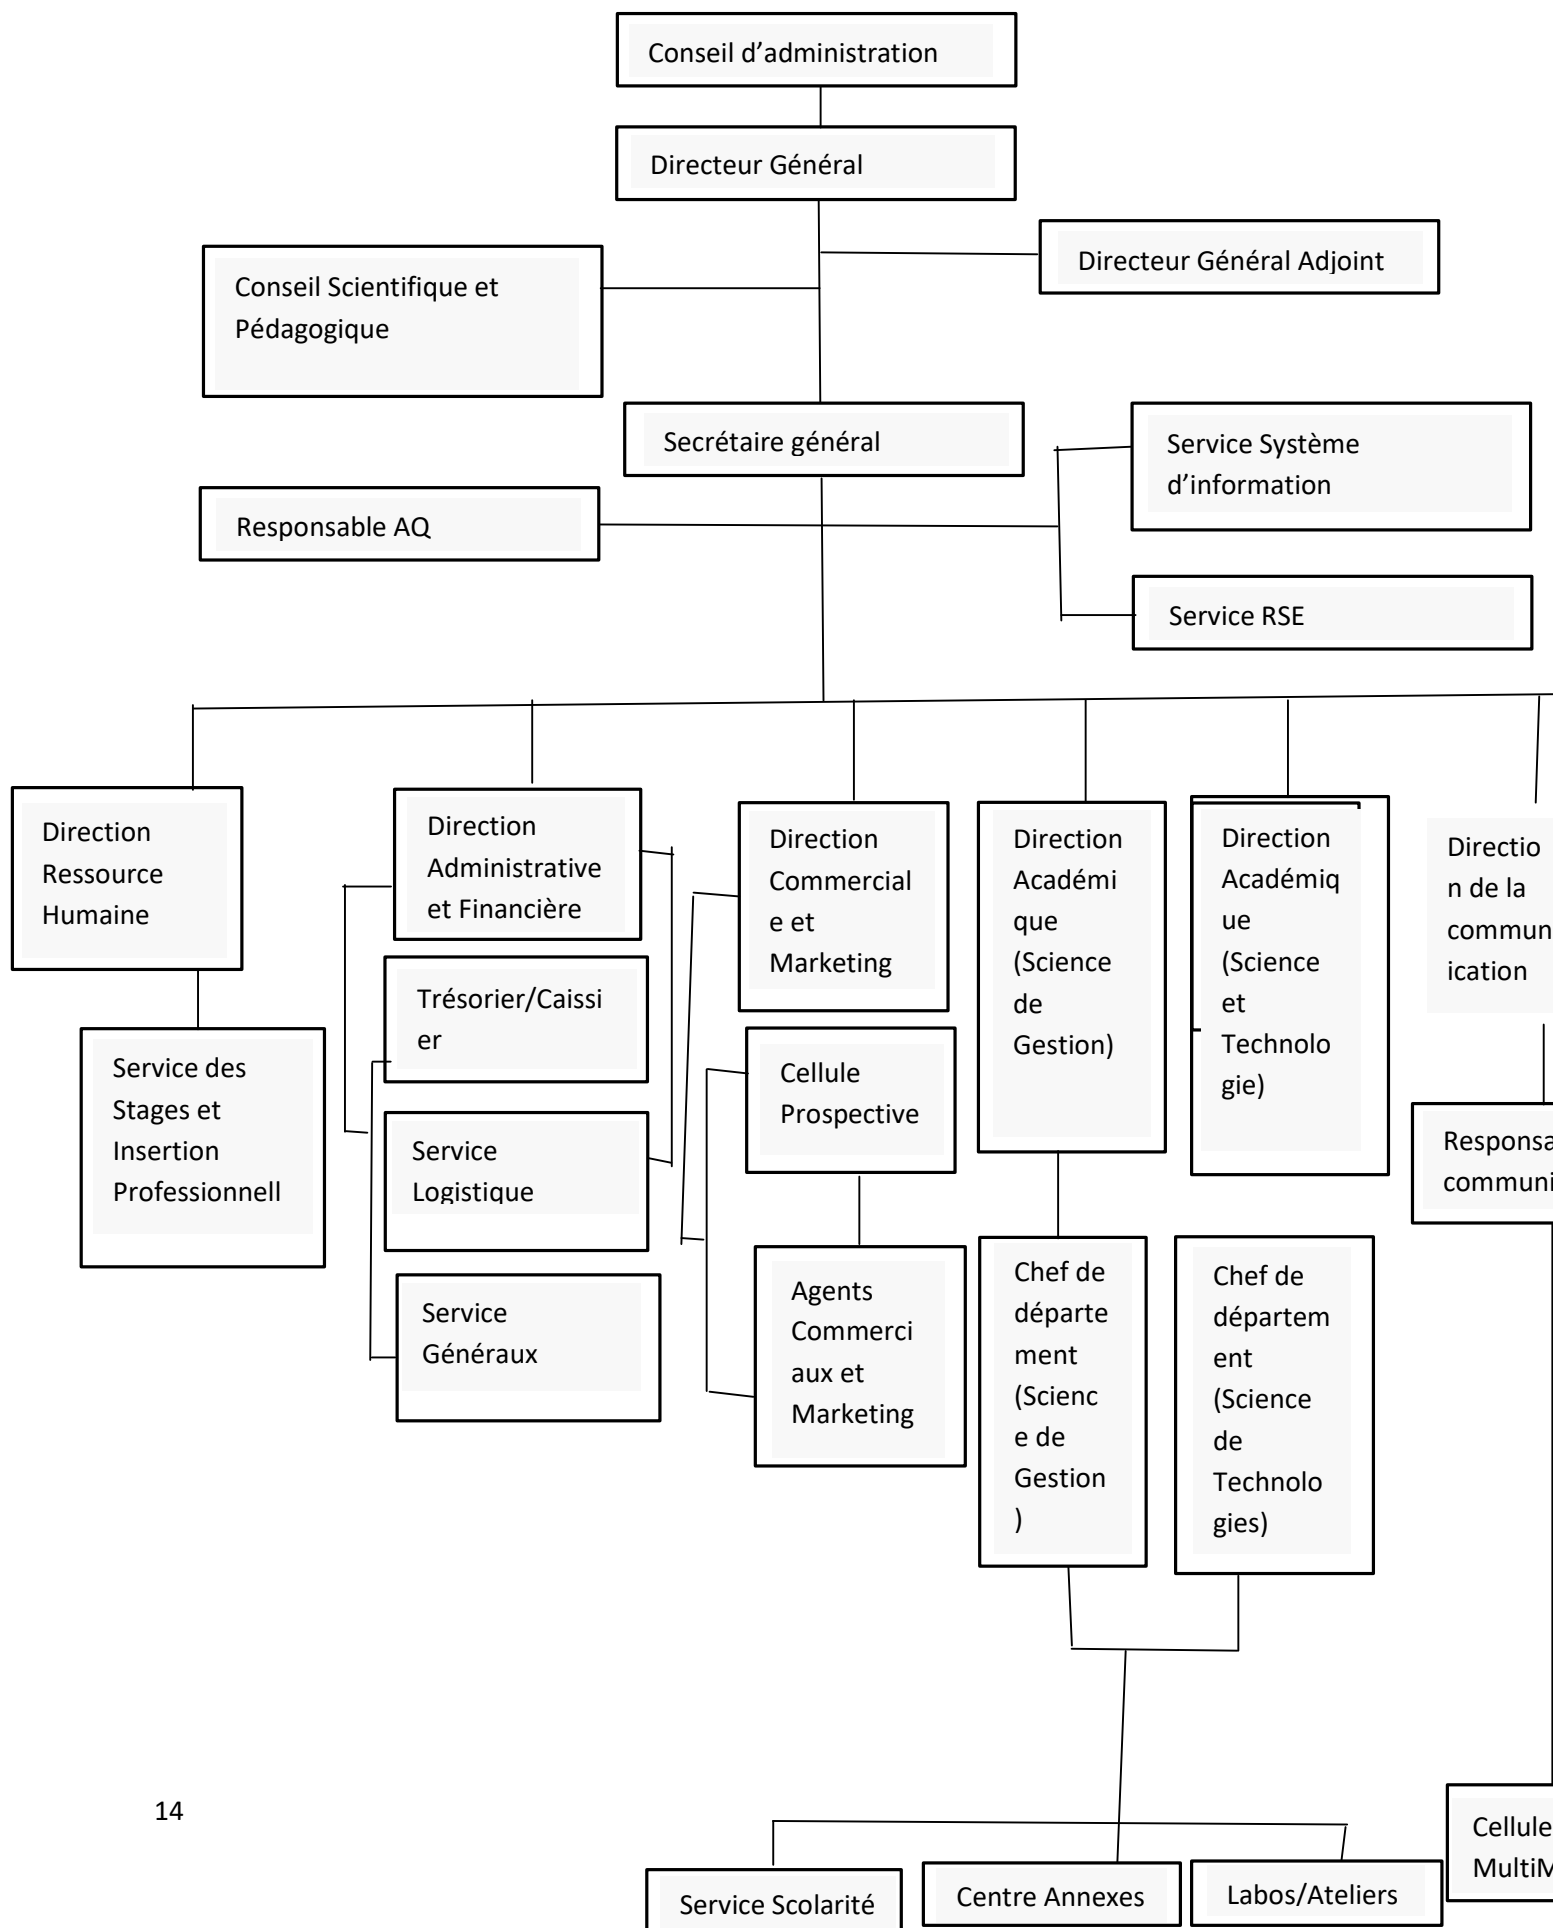 Conseil d'administration
Directeur Général
Directeur Général Adjoint
Conseil Scientifique et
Pédagogique
Secrétaire général
Service Système
d'information
Responsable AQ
Service RSE
Direction
Ressource
Humaine
Direction
Administrative
et Financière
Direction
Commercial
e et
Marketing
Direction
Académi
que
(Science
de
Gestion)
Direction
Académiq
ue
(Science
et
Technolo
gie)
Directio
n de la
commun
ication
Trésorier/Caissi
er
Service des
Stages et
Insertion
Professionnell
Cellule
Prospective
Service
Logistique
Responsa
communi
Agents
Commerci
aux et
Marketing
Service
Généraux
Chef de
départe
ment
(Scienc
e de
Gestion
)
Chef de
départem
ent
(Science
de
Technolo
gies)
14
Cellule
MultiM
Service Scolarité
Centre Annexes
Labos/Ateliers